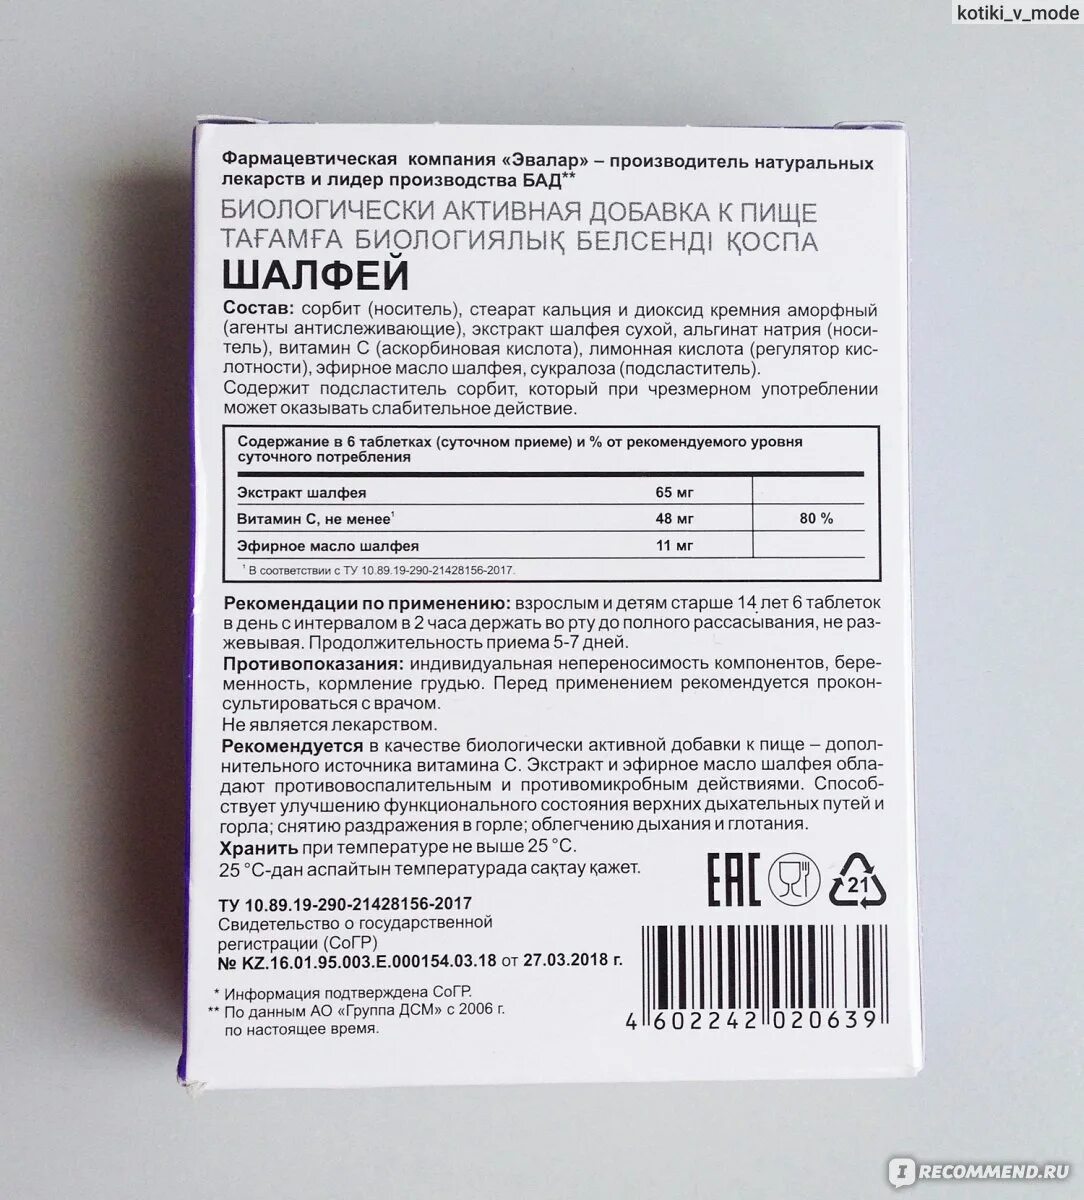 kotiki_v_mode
Фармацевтическая компания «Эвалар» – производитель натуральных
лекарств и лидер производства БАД**
БИОЛОГИЧЕСКИ АКТИВНАЯ ДОБАВКА К ПИЩЕ
ТАҒАМҒА БИОЛОГИЯЛЫҚ БЕЛСЕНДІ ҚОСПА
ШАЛФЕЙ
Состав: сорбит (носитель), стеарат кальция и диоксид кремния аморфный
(агенты антислеживающие), экстракт шалфея сухой, альгинат натрия (носи-
тель), витамин С (аскорбиновая кислота), лимонная кислота (регулятор кис-
лотности), эфирное масло шалфея, сукралоза (подсластитель).
Содержит подсластитель сорбит, который при чрезмерном употреблении
может оказывать слабительное действие.
Содержание в 6 таблетках (суточном приеме) и % от рекомендуемого уровня
суточного потребления
Экстракт шалфея 65 мг
Витамин С, не менее¹ 48 мг 80 %
Эфирное масло шалфея 11 мг
¹ В соответствии с ТУ 10.89.19-290-21428156-2017.
Рекомендации по применению: взрослым и детям старше 14 лет 6 таблеток
в день с интервалом в 2 часа держать во рту до полного рассасывания, не раз-
жевывая. Продолжительность приема 5-7 дней.
Противопоказания: индивидуальная непереносимость компонентов, бере-
менность, кормление грудью. Перед применением рекомендуется прокон-
сультироваться с врачом.
Не является лекарством.
Рекомендуется в качестве биологически активной добавки к пище – допол-
нительного источника витамина С. Экстракт и эфирное масло шалфея обла-
дают противовоспалительным и противомикробным действиями. Способ-
ствует улучшению функционального состояния верхних дыхательных путей и
горла; снятию раздражения в горле; облегчению дыхания и глотания.
Хранить при температуре не выше 25 °С.
25 °С-дан аспайтын температурада сақтау қажет.
EAC
21
ТУ 10.89.19-290-21428156-2017
Свидетельство о государственной
регистрации (СоГР)
№ KZ.16.01.95.003.E.000154.03.18 от 27.03.2018 г.
* Информация подтверждена СоГР.
** По данным АО «Группа ДСМ» с 2006 г.
по настоящее время.
4 602242 020639
I RECOMMEND.RU